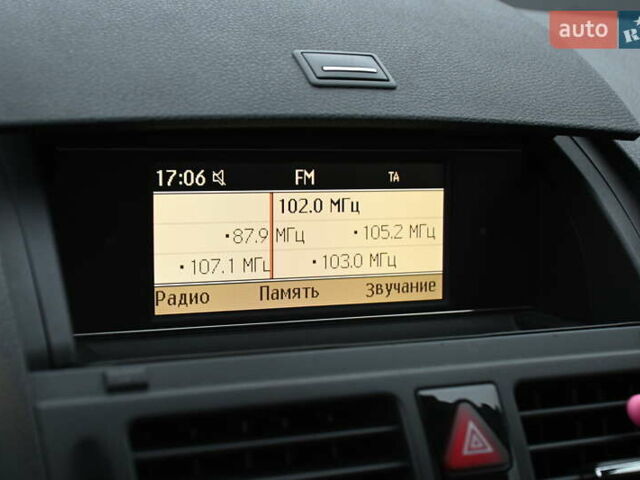 auto R
17:06 FM TA
102.0 МГц
•87.9 МГц •105.2 МГц
•107.1 МГц •103.0 МГц
Радио Память Звучание